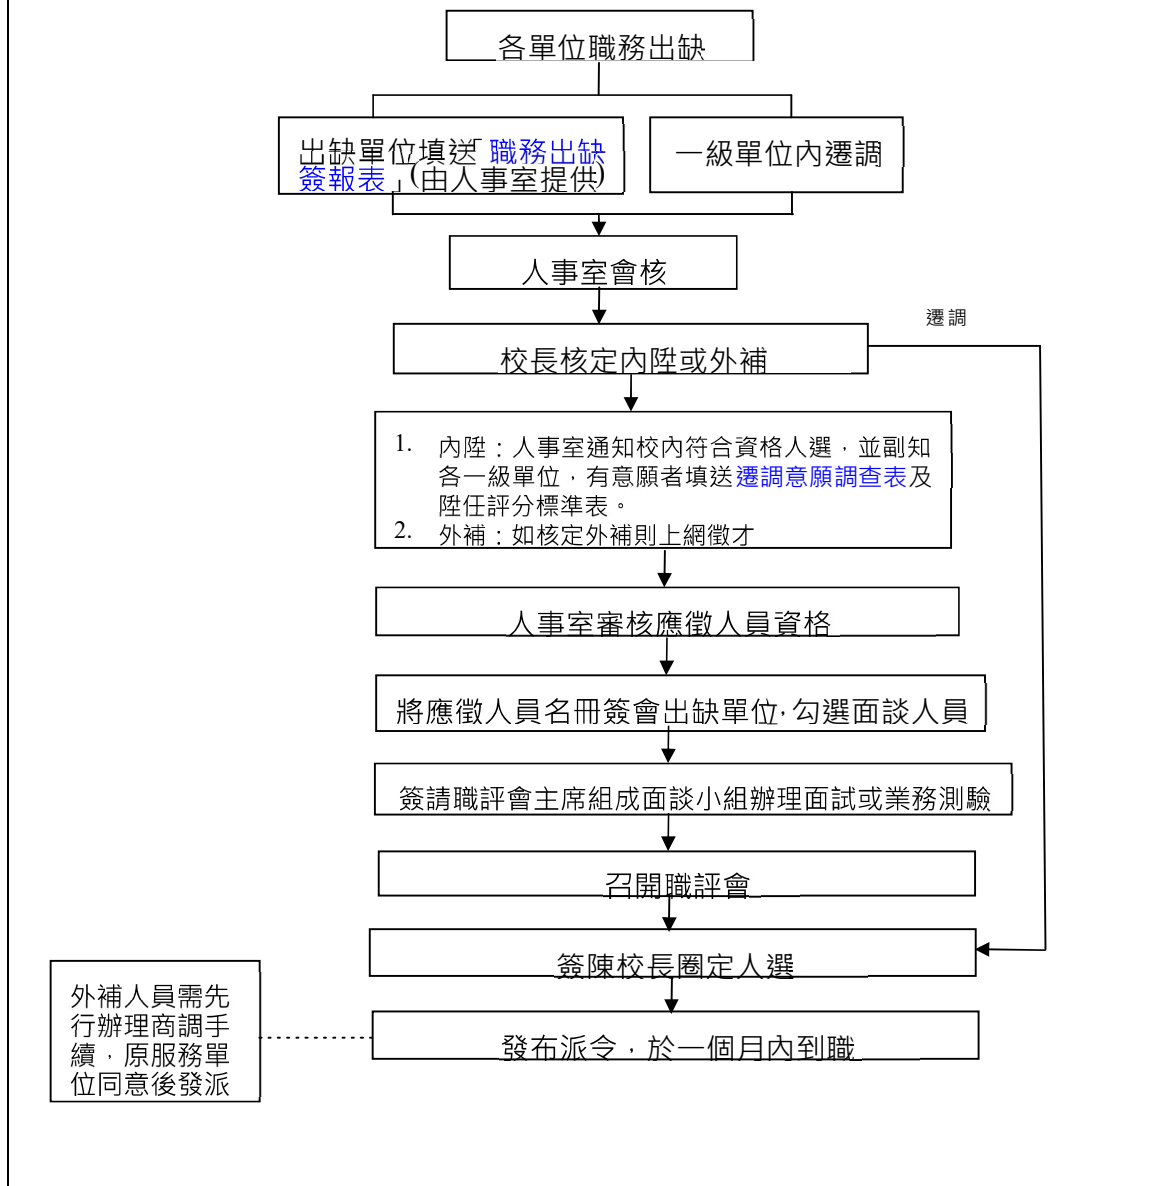 各單位職務出缺
出缺單位填送「職務出缺
簽報表」(由人事室提供)
一級單位內遷調
人事室會核
遷調
校長核定內陞或外補
1. 內陞：人事室通知校內符合資格人選，並副知
各一級單位，有意願者填送遷調意願調查表及
陞任評分標準表。
2. 外補：如核定外補則上網徵才
人事室審核應徵人員資格
將應徵人員名冊簽會出缺單位，勾選面談人員
簽請職評會主席組成面談小組辦理面試或業務測驗
召開職評會
簽陳校長圈定人選
外補人員需先
行辦理商調手
續，原服務單
位同意後發派
發布派令，於一個月內到職